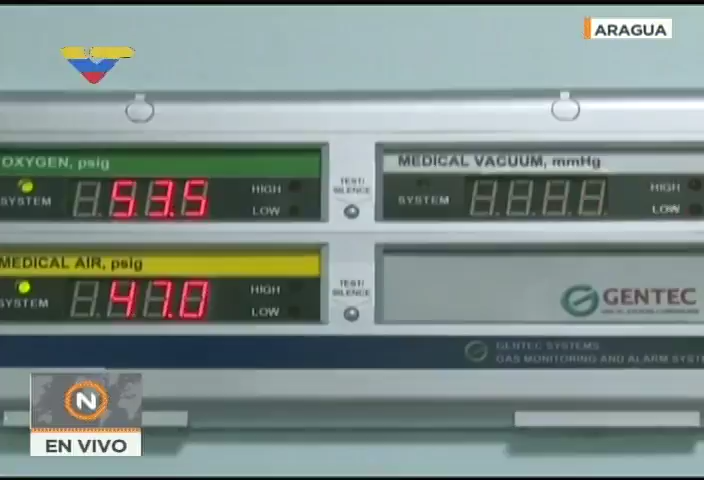 ARAGUA
OXYGEN, psig
SYSTEM
53.5
HIGH
LOW
TEST/
SILENCE
MEDICAL VACUUM, mmHg
SYSTEM
HIGH
LOW
MEDICAL AIR, psig
SYSTEM
47.0
HIGH
LOW
TEST/
SILENCE
GENTEC
GENTEC SYSTEMS
GAS MONITORING AND ALARM SYST
N
EN VIVO